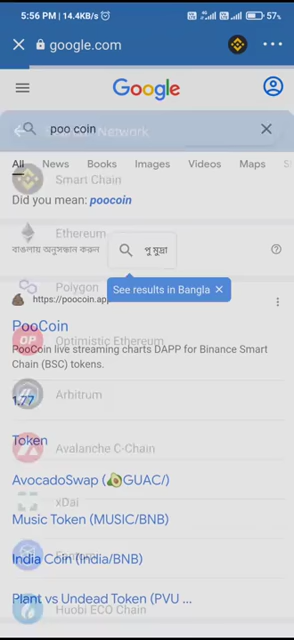 5:56 PM | 14.4KB/s
57%
google.com
Google
poo coin
Search Network
All News Books Images Videos Maps
Smart Chain
Did you mean: poocoin
Ethereum
বাংলায় অনুসন্ধান করুন
পু মুদ্রা
Polygon
See results in Bangla ×
https://poocoin.app
PooCoin
Optimistic Ethereum
PooCoin live streaming charts DAPP for Binance Smart
Chain (BSC) tokens.
Arbitrum
1.77
Token
Avalanche C-Chain
AvocadoSwap (🥑GUAC/)
xDai
Music Token (MUSIC/BNB)
India Coin (India/BNB)
Plant vs Undead Token (PVU ...
Huobi ECO Chain